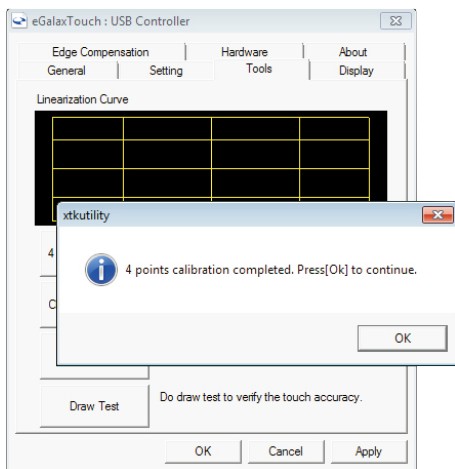 eGalaxTouch : USB Controller
Edge Compensation Hardware About
General Setting Tools Display
Linearization Curve
xtkutility
4
4 points calibration completed. Press[Ok] to continue.
C
OK
Draw Test
Do draw test to verify the touch accuracy.
OK Cancel Apply